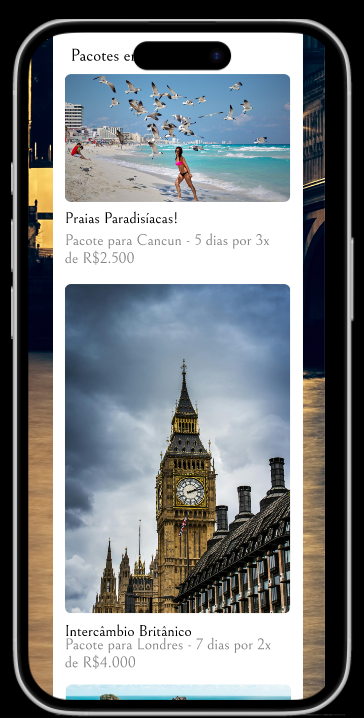 Pacotes e
Praias Paradisíacas!
Pacote para Cancun - 5 dias por 3x
de R$2.500
Intercâmbio Britânico
Pacote para Londres - 7 dias por 2x
de R$4.000